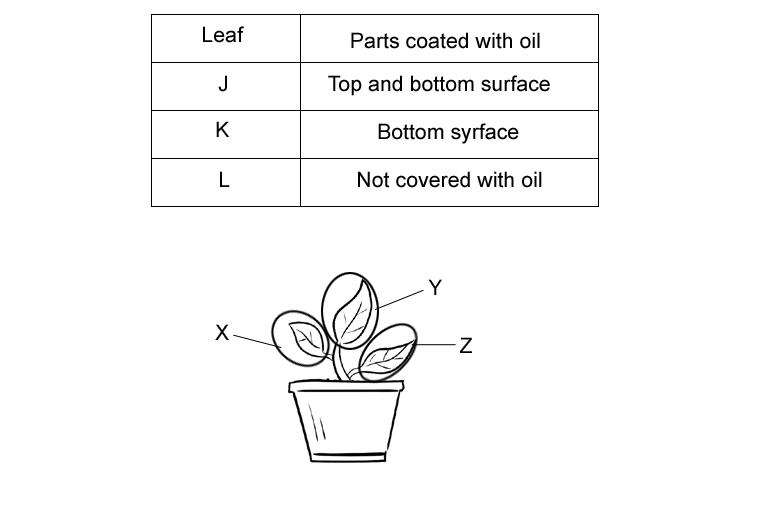 Leaf Parts coated with oil
J Top and bottom surface
K Bottom syrface
L Not covered with oil
Y
X
Z